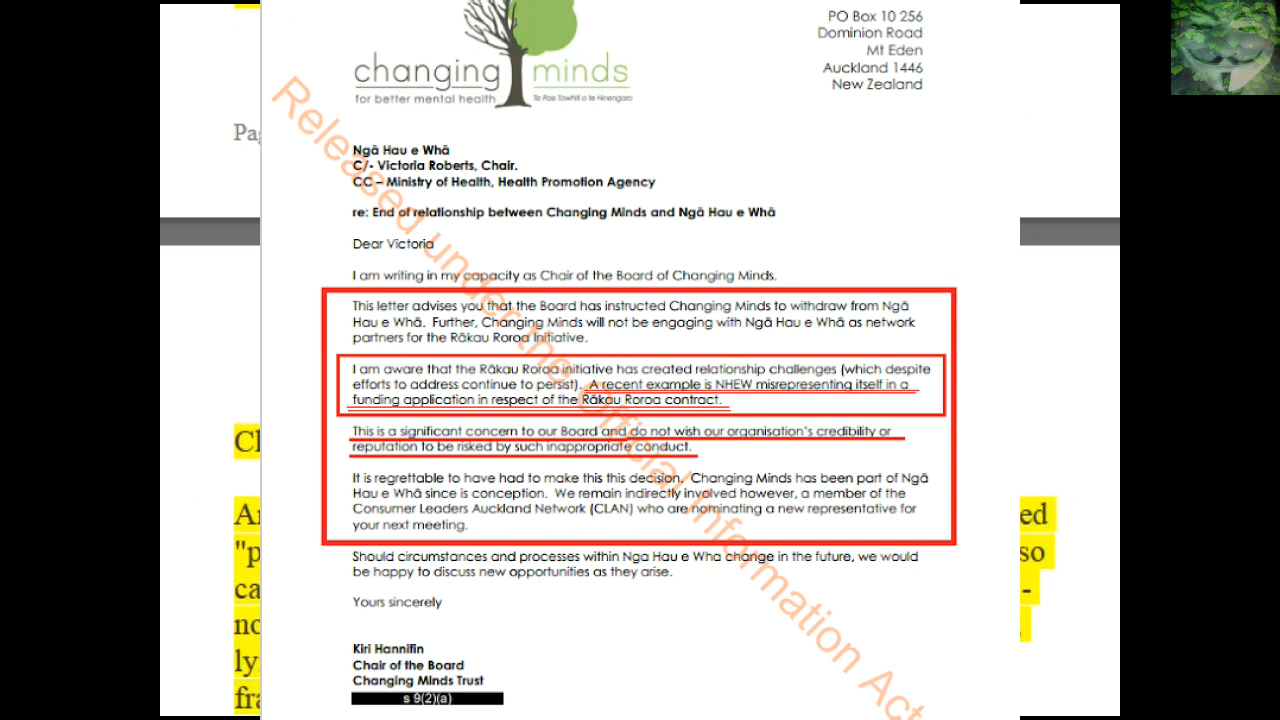 PO Box 10 256
Dominion Road
Mt Eden
Auckland 1446
New Zealand
changing minds
for better mental health
Te Pae Tawhiti o te Hinengaro
Ngā Hau e Whā
C/- Victoria Roberts, Chair.
CC – Ministry of Health, Health Promotion Agency
re: End of relationship between Changing Minds and Ngā Hau e Whā
Dear Victoria
I am writing in my capacity as Chair of the Board of Changing Minds.
This letter advises you that the Board has instructed Changing Minds to withdraw from Ngā
Hau e Whā. Further, Changing Minds will not be engaging with Ngā Hau e Whā as network
partners for the Rākau Roroa Initiative.
I am aware that the Rākau Roroa initiative has created relationship challenges (which despite
efforts to address continue to persist). A recent example is NHEW misrepresenting itself in a
funding application in respect of the Rākau Roroa contract.
This is a significant concern to our Board and do not wish our organisation's credibility or
reputation to be risked by such inappropriate conduct.
It is regrettable to have had to make this this decision. Changing Minds has been part of Ngā
Hau e Whā since is conception. We remain indirectly involved however, a member of the
Consumer Leaders Auckland Network (CLAN) who are nominating a new representative for
your next meeting.
Should circumstances and processes within Nga Hau e Wha change in the future, we would
be happy to discuss new opportunities as they arise.
Yours sincerely
Kiri Hannifin
Chair of the Board
Changing Minds Trust
s 9(2)(a)
Released under the Official Information Act